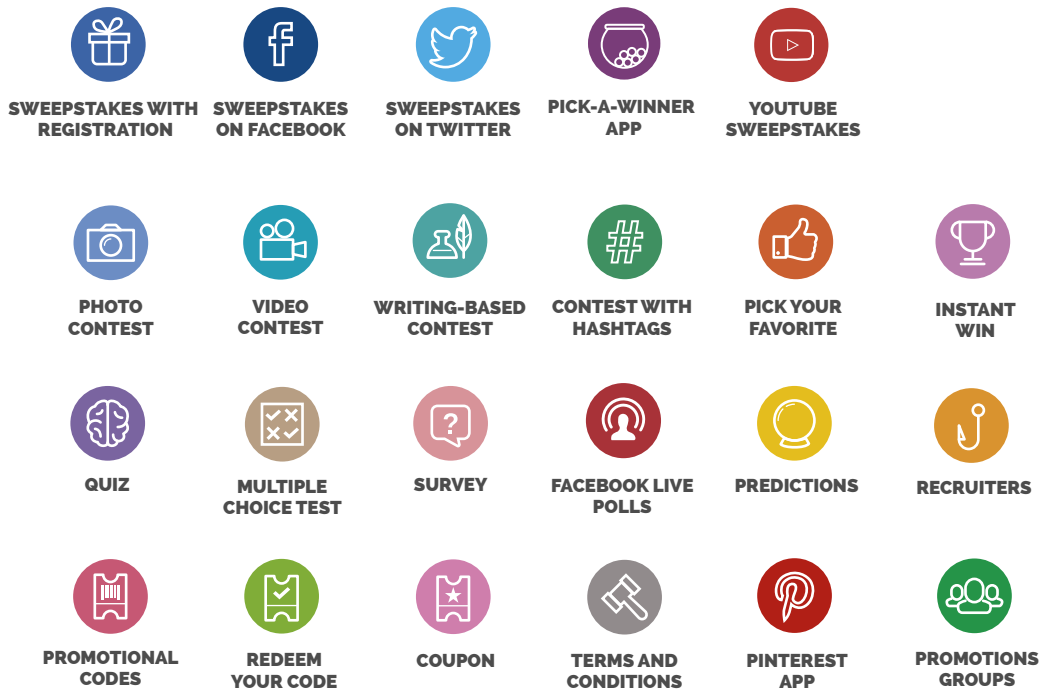 SWEEPSTAKES WITH
REGISTRATION
SWEEPSTAKES
ON FACEBOOK
SWEEPSTAKES
ON TWITTER
PICK-A-WINNER
APP
YOUTUBE
SWEEPSTAKES
PHOTO
CONTEST
VIDEO
CONTEST
WRITING-BASED
CONTEST
#
CONTEST WITH
HASHTAGS
PICK YOUR
FAVORITE
INSTANT
WIN
QUIZ
MULTIPLE
CHOICE TEST
?
SURVEY
FACEBOOK LIVE
POLLS
PREDICTIONS
RECRUITERS
PROMOTIONAL
CODES
REDEEM
YOUR CODE
COUPON
TERMS AND
CONDITIONS
PINTEREST
APP
PROMOTIONS
GROUPS